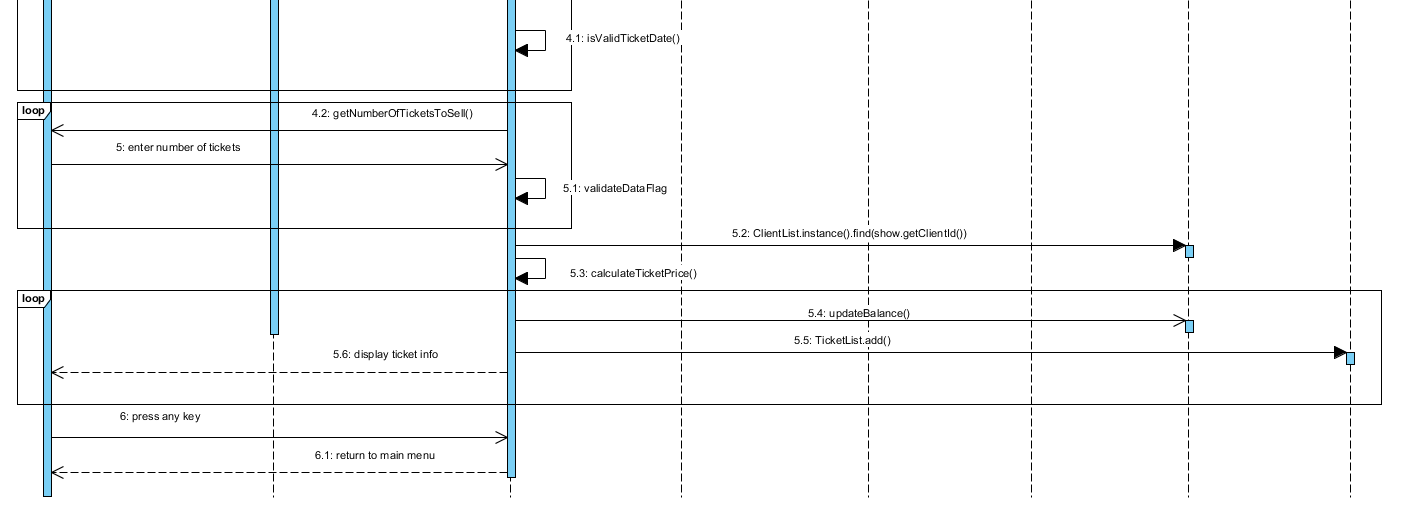 4.1: isValidTicketDate()
loop
4.2: getNumberOfTicketsToSell()
5: enter number of tickets
5.1: validateDataFlag
5.2: ClientList.instance().find(show.getClientId())
5.3: calculateTicketPrice()
loop
5.4: updateBalance()
5.5: TicketList.add()
5.6: display ticket info
6: press any key
6.1: return to main menu